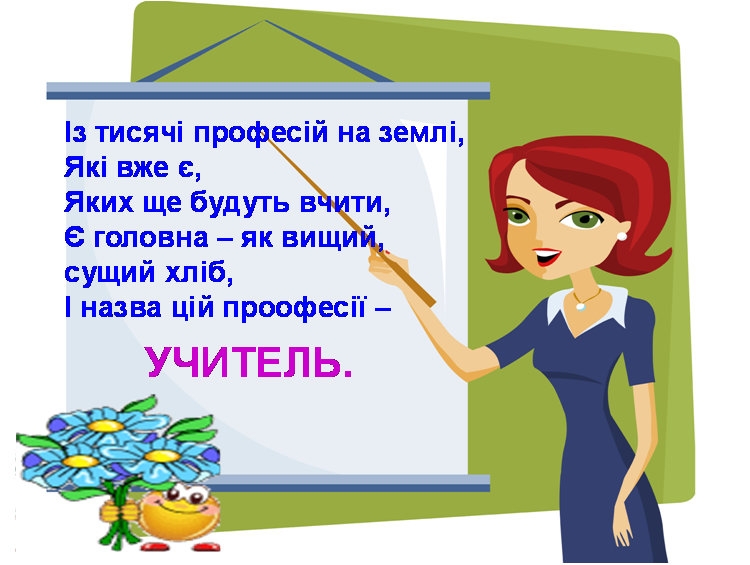 Із тисячі професій на землі,
Які вже є,
Яких ще будуть вчити,
Є головна – як вищий,
сущий хліб,
І назва цій проофесії –
УЧИТЕЛЬ.